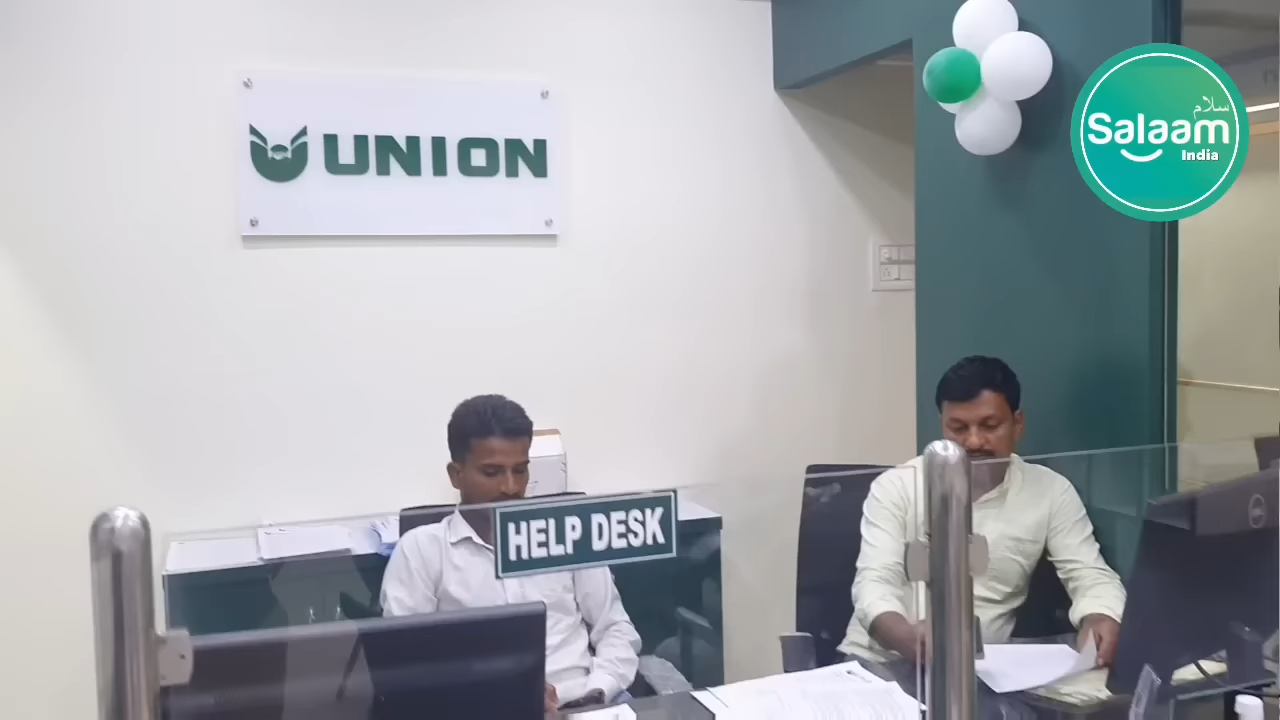 UNION
سلام
Salaam
India
HELP DESK